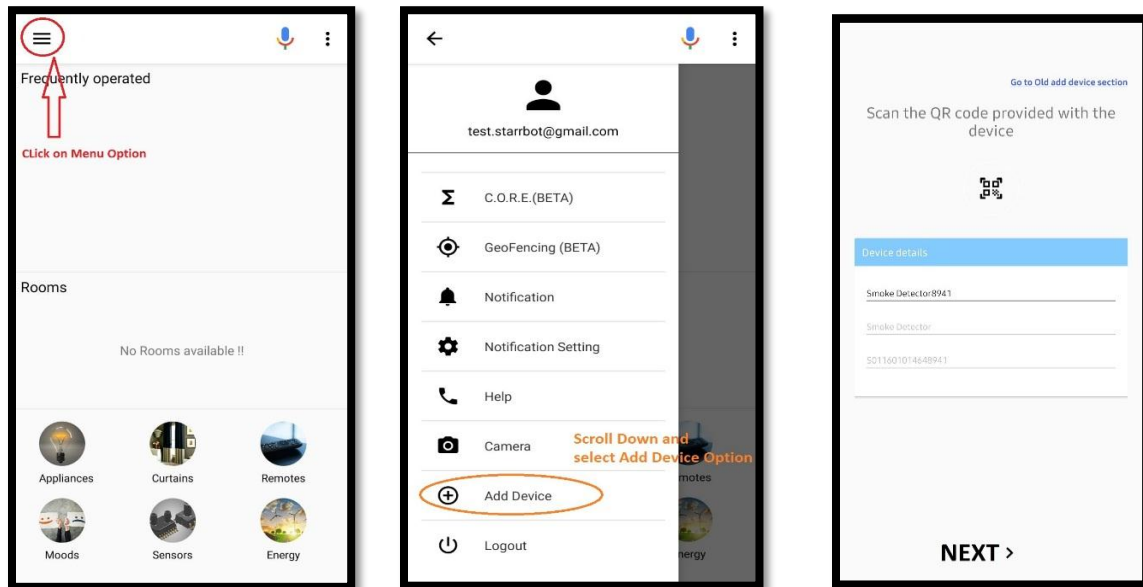 Frequently operated
CLick on Menu Option
Rooms
No Rooms available !!
Appliances
Curtains
Remotes
Moods
Sensors
Energy
test.starrbot@gmail.com
C.O.R.E.(BETA)
GeoFencing (BETA)
Notification
Notification Setting
Help
Camera
Scroll Down and
select Add Device Option
motes
Add Device
Logout
nergy
Go to Old add device section
Scan the QR code provided with the
device
Device details
Smoke Detector8941
Smoke Detector
S011601014648941
NEXT >